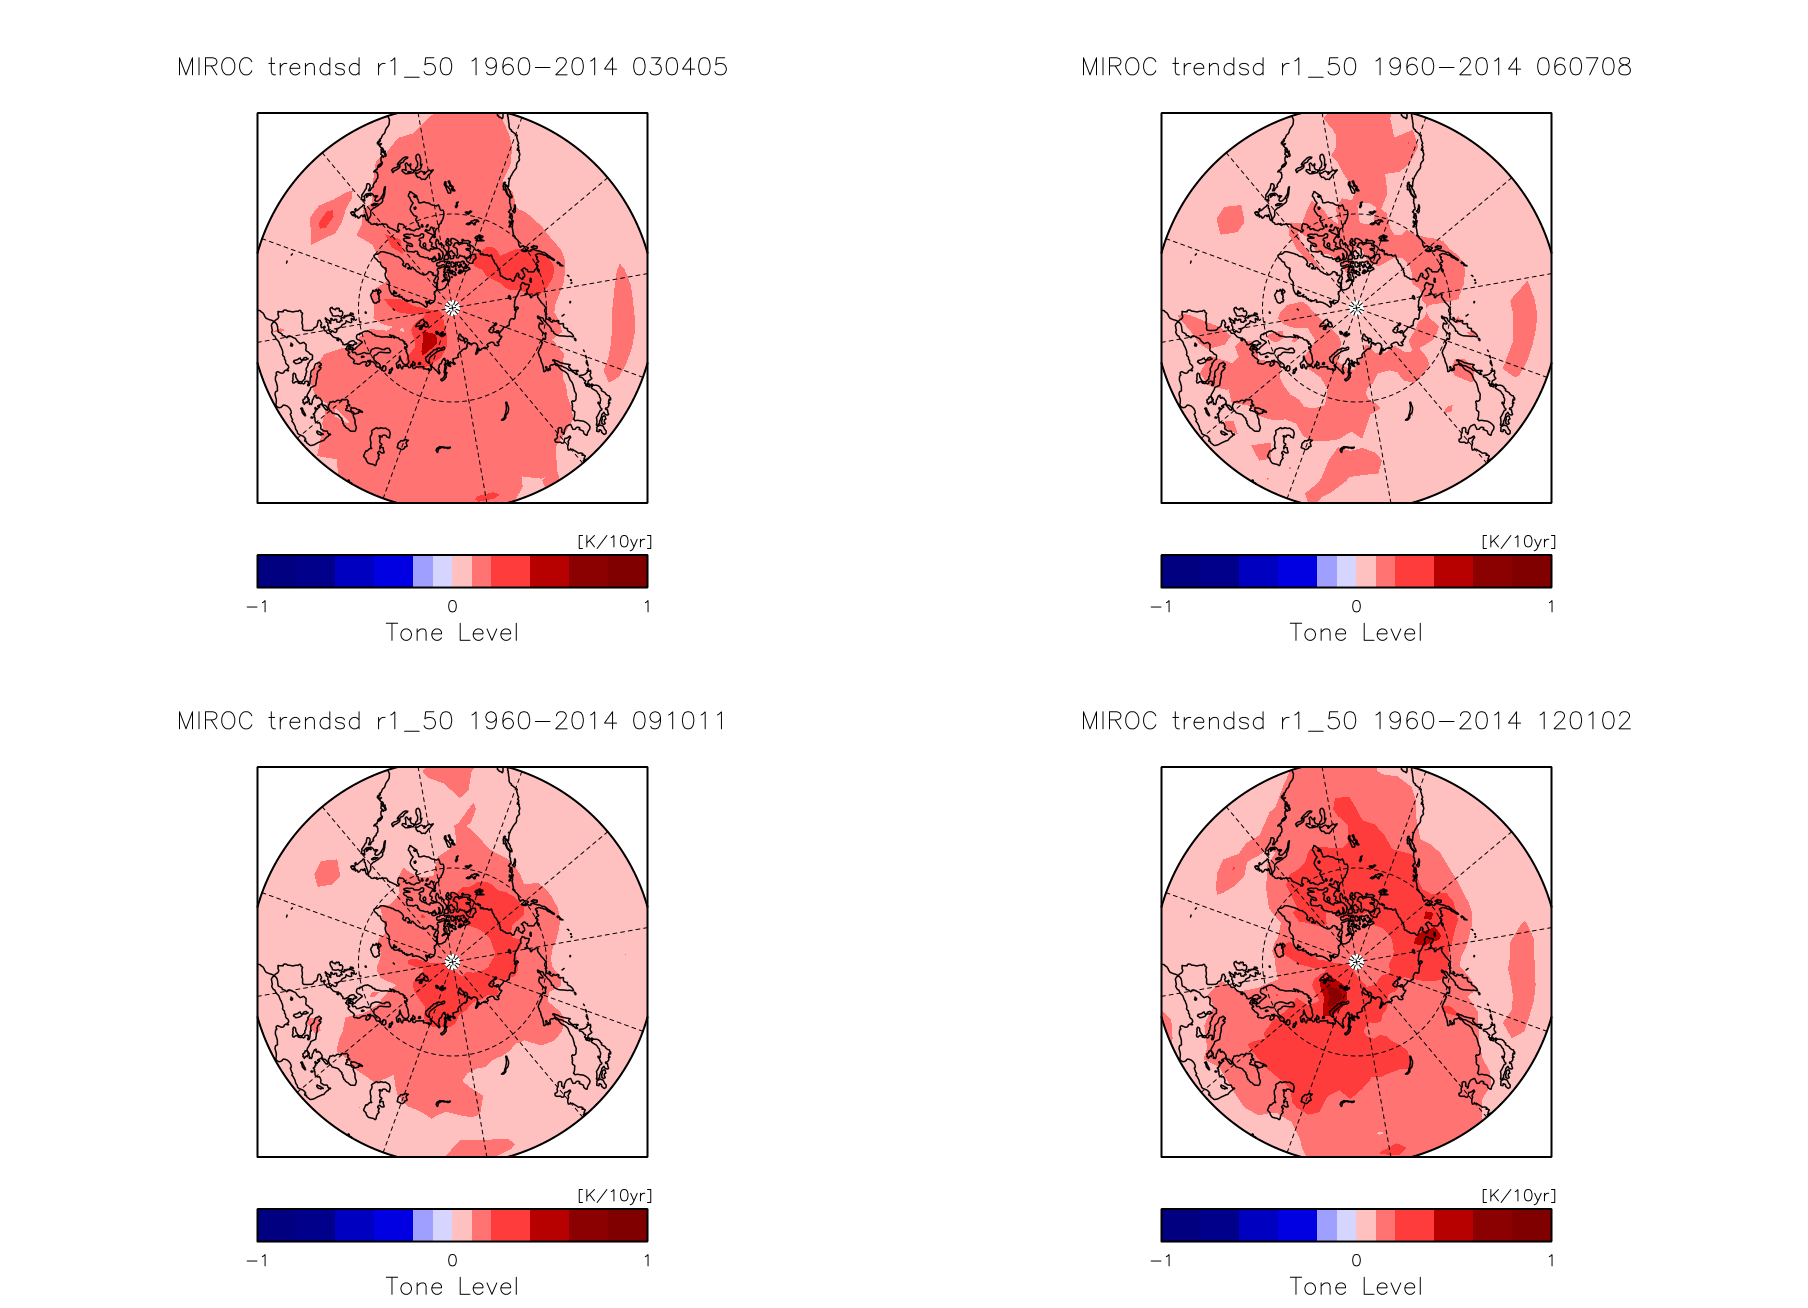 MIROC trendsd r1_50 1960-2014 030405
[K/10yr]
-1 0 1
Tone Level
MIROC trendsd r1_50 1960-2014 060708
[K/10yr]
-1 0 1
Tone Level
MIROC trendsd r1_50 1960-2014 091011
[K/10yr]
-1 0 1
Tone Level
MIROC trendsd r1_50 1960-2014 120102
[K/10yr]
-1 0 1
Tone Level